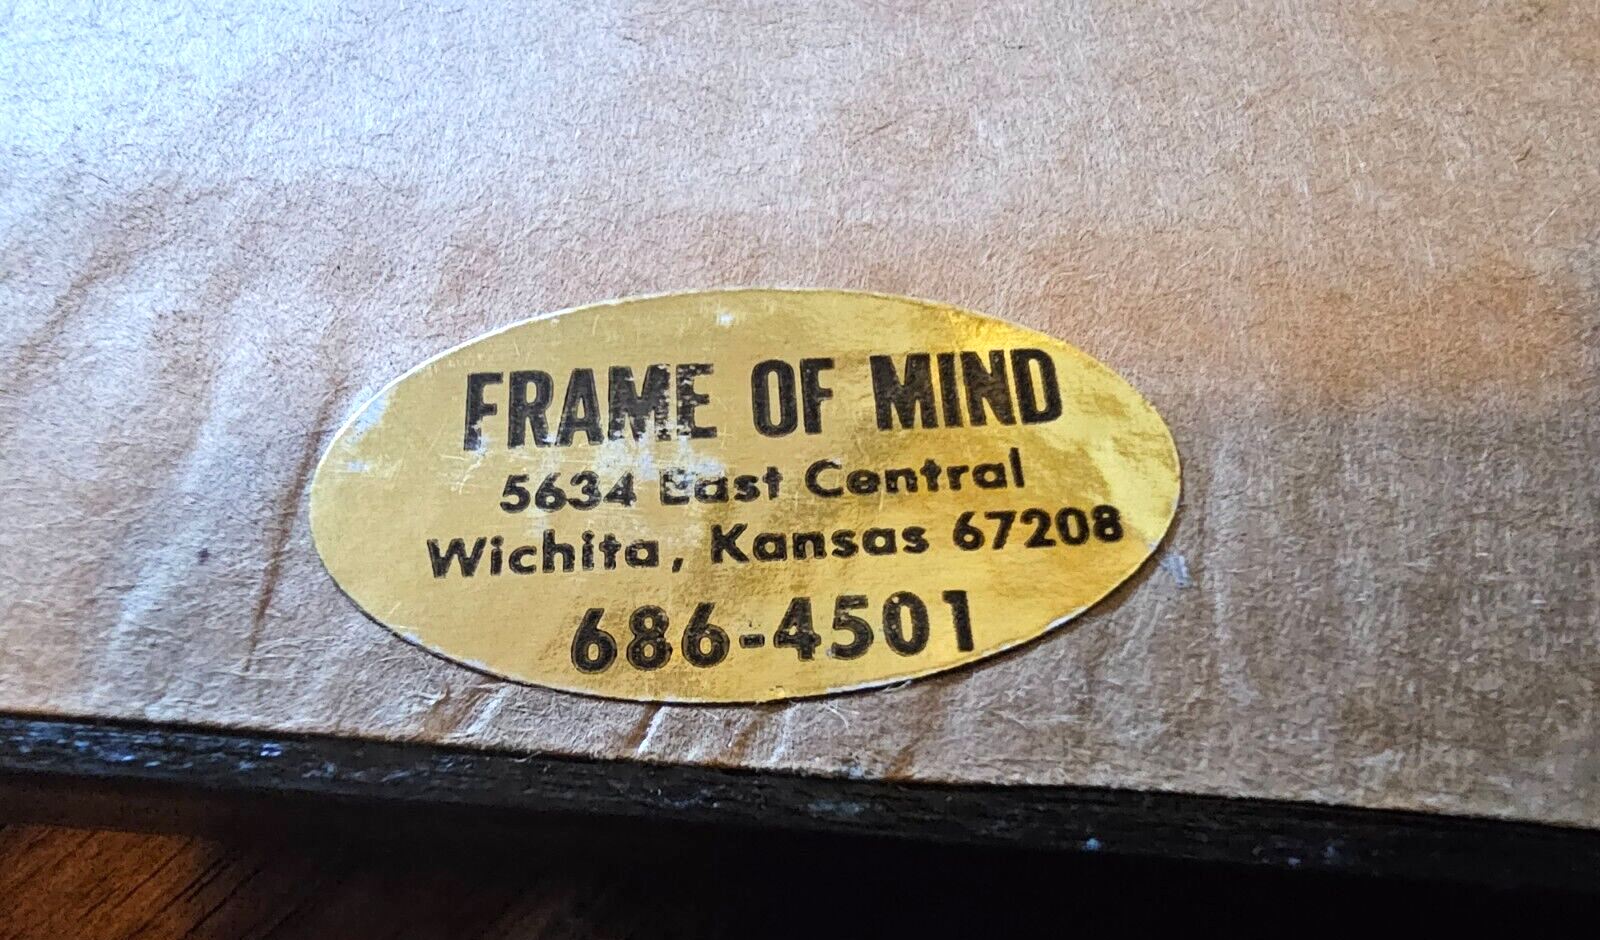 FRAME OF MIND
5634 East Central
Wichita, Kansas 67208
686-4501